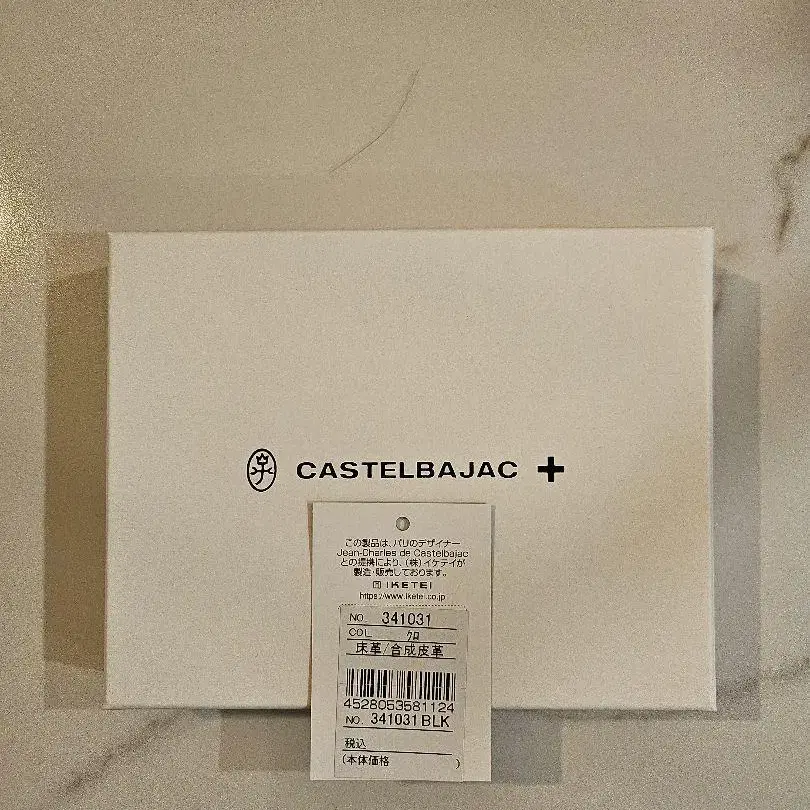 CASTELBAJAC +
この製品は、パリのデザイナー
Jean-Charles de Castelbajac
との提携により、(株)イケテイが
製造・販売しております。
IKETEI
https://www.iketei.co.jp
NO. 341031
COL. クロ
床革/合成皮革
4528053581124
NO. 341031BLK
税込
(本体価格 )